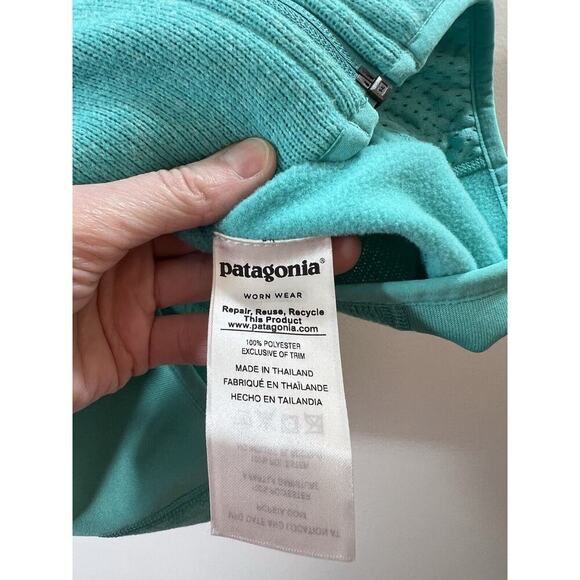 patagonia®
WORN WEAR
Repair, Reuse, Recycle
This Product
www.patagonia.com
100% POLYESTER
EXCLUSIVE OF TRIM
MADE IN THAILAND
FABRIQUÉ EN THAÏLANDE
HECHO EN TAILANDIA